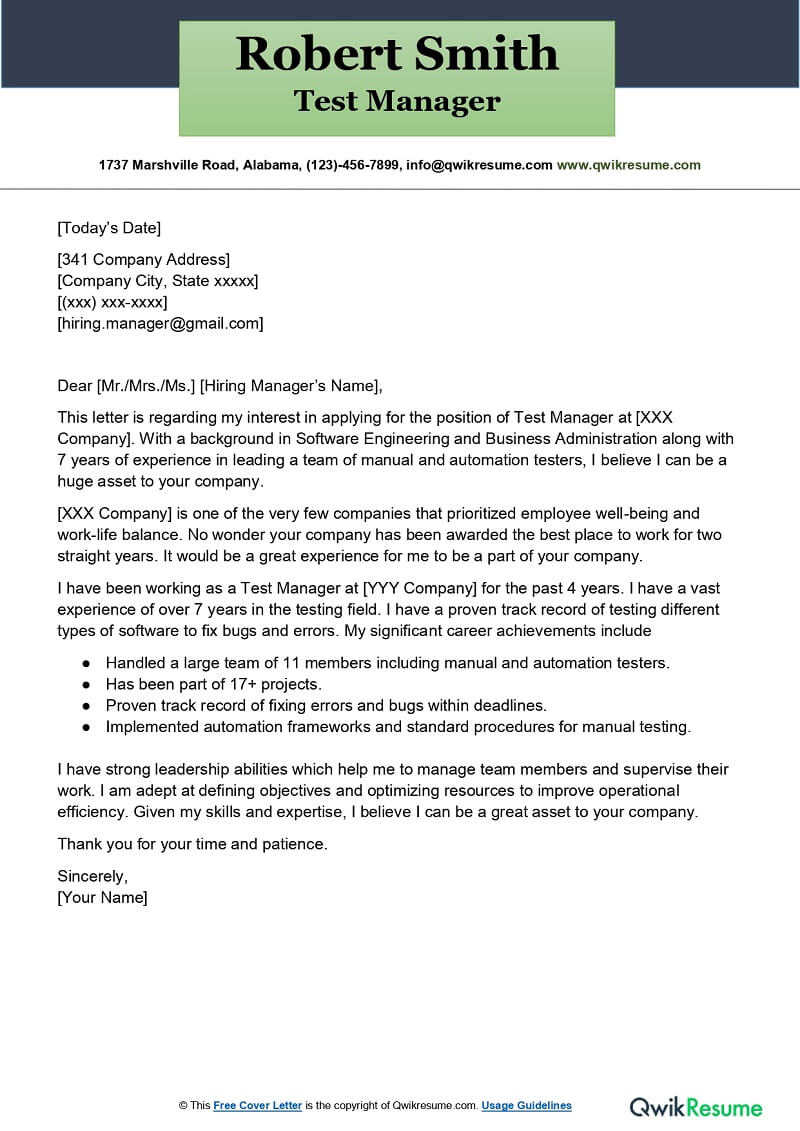 Robert Smith
Test Manager
1737 Marshville Road, Alabama, (123)-456-7899, info@qwikresume.com www.qwikresume.com
[Today’s Date]
[341 Company Address]
[Company City, State xxxxx]
[(xxx) xxx-xxxx]
[hiring.manager@gmail.com]
Dear [Mr./Mrs./Ms.] [Hiring Manager’s Name],
This letter is regarding my interest in applying for the position of Test Manager at [XXX
Company]. With a background in Software Engineering and Business Administration along with
7 years of experience in leading a team of manual and automation testers, I believe I can be a
huge asset to your company.
[XXX Company] is one of the very few companies that prioritized employee well-being and
work-life balance. No wonder your company has been awarded the best place to work for two
straight years. It would be a great experience for me to be a part of your company.
I have been working as a Test Manager at [YYY Company] for the past 4 years. I have a vast
experience of over 7 years in the testing field. I have a proven track record of testing different
types of software to fix bugs and errors. My significant career achievements include
● Handled a large team of 11 members including manual and automation testers.
● Has been part of 17+ projects.
● Proven track record of fixing errors and bugs within deadlines.
● Implemented automation frameworks and standard procedures for manual testing.
I have strong leadership abilities which help me to manage team members and supervise their
work. I am adept at defining objectives and optimizing resources to improve operational
efficiency. Given my skills and expertise, I believe I can be a great asset to your company.
Thank you for your time and patience.
Sincerely,
[Your Name]
© This Free Cover Letter is the copyright of Qwikresume.com. Usage Guidelines
QwikResume